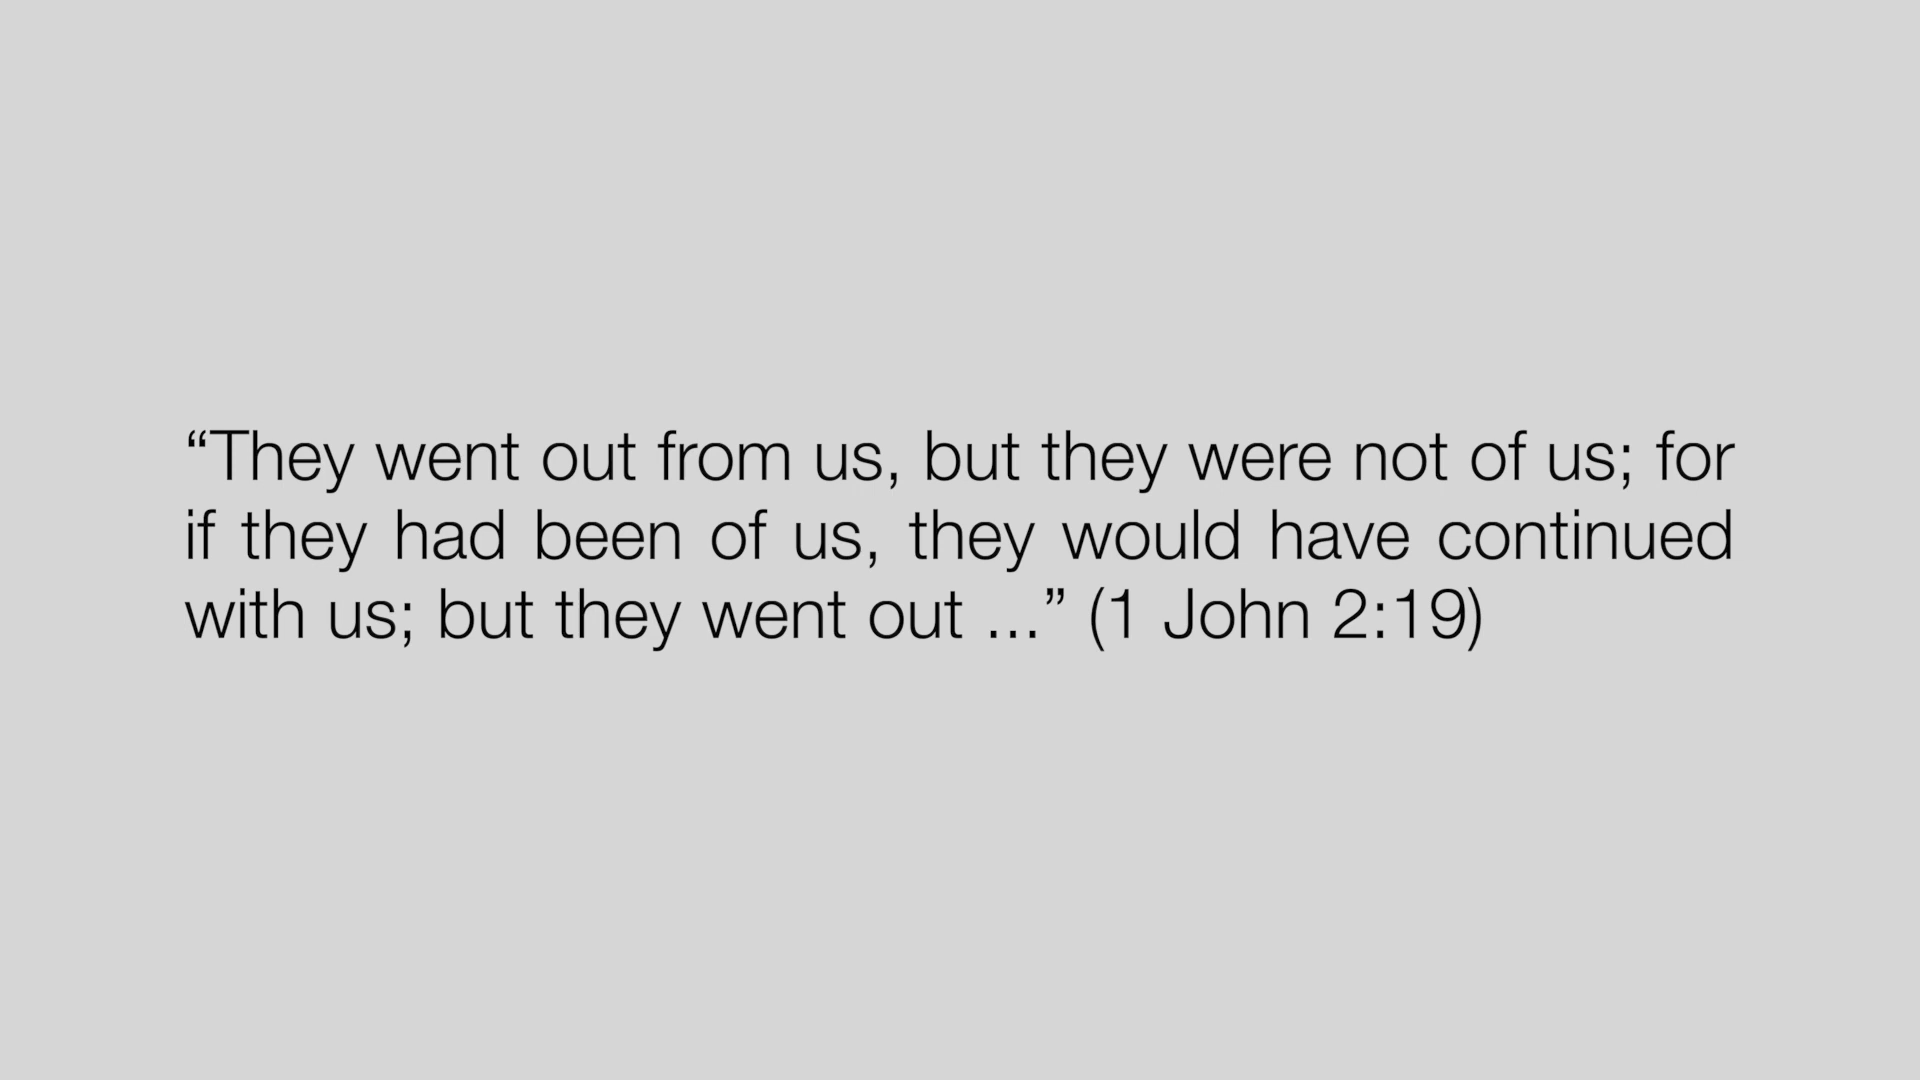 “They went out from us, but they were not of us; for
if they had been of us, they would have continued
with us; but they went out ...” (1 John 2:19)